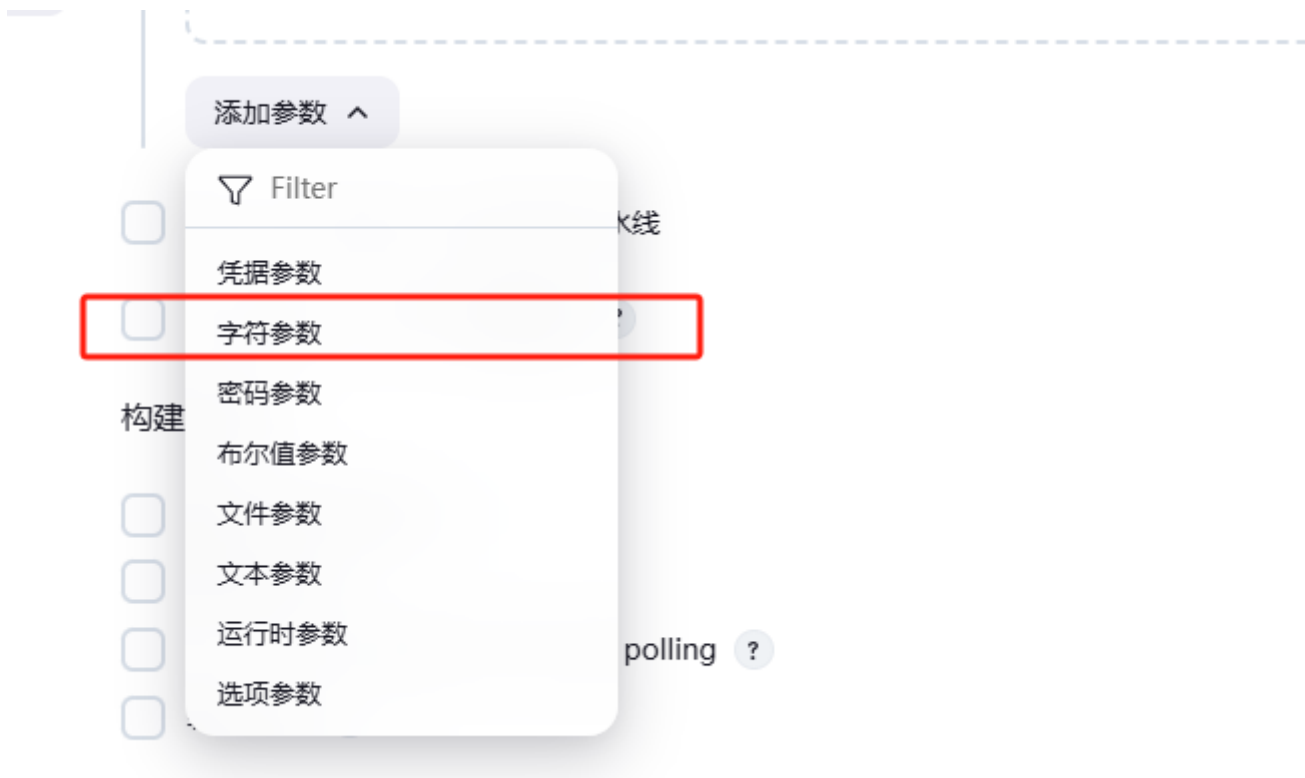 添加参数
Filter
水线
凭据参数
字符参数
?
密码参数
构建
布尔值参数
文件参数
文本参数
运行时参数
polling ?
选项参数